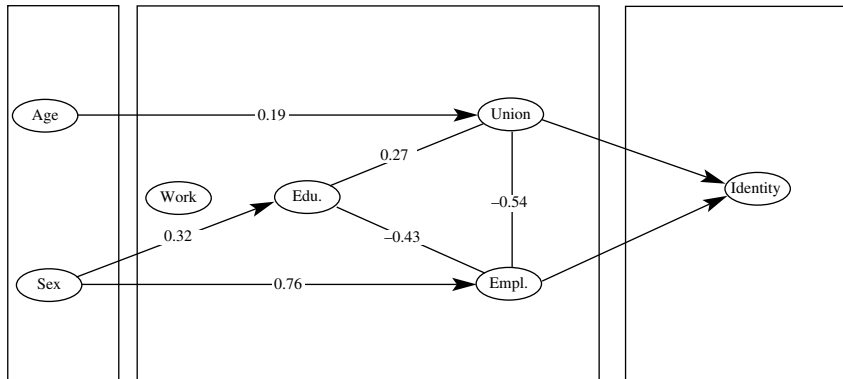 Age
0.19
Union
0.27
Work
Edu.
–0.54
Identity
0.32
–0.43
Sex
0.76
Empl.